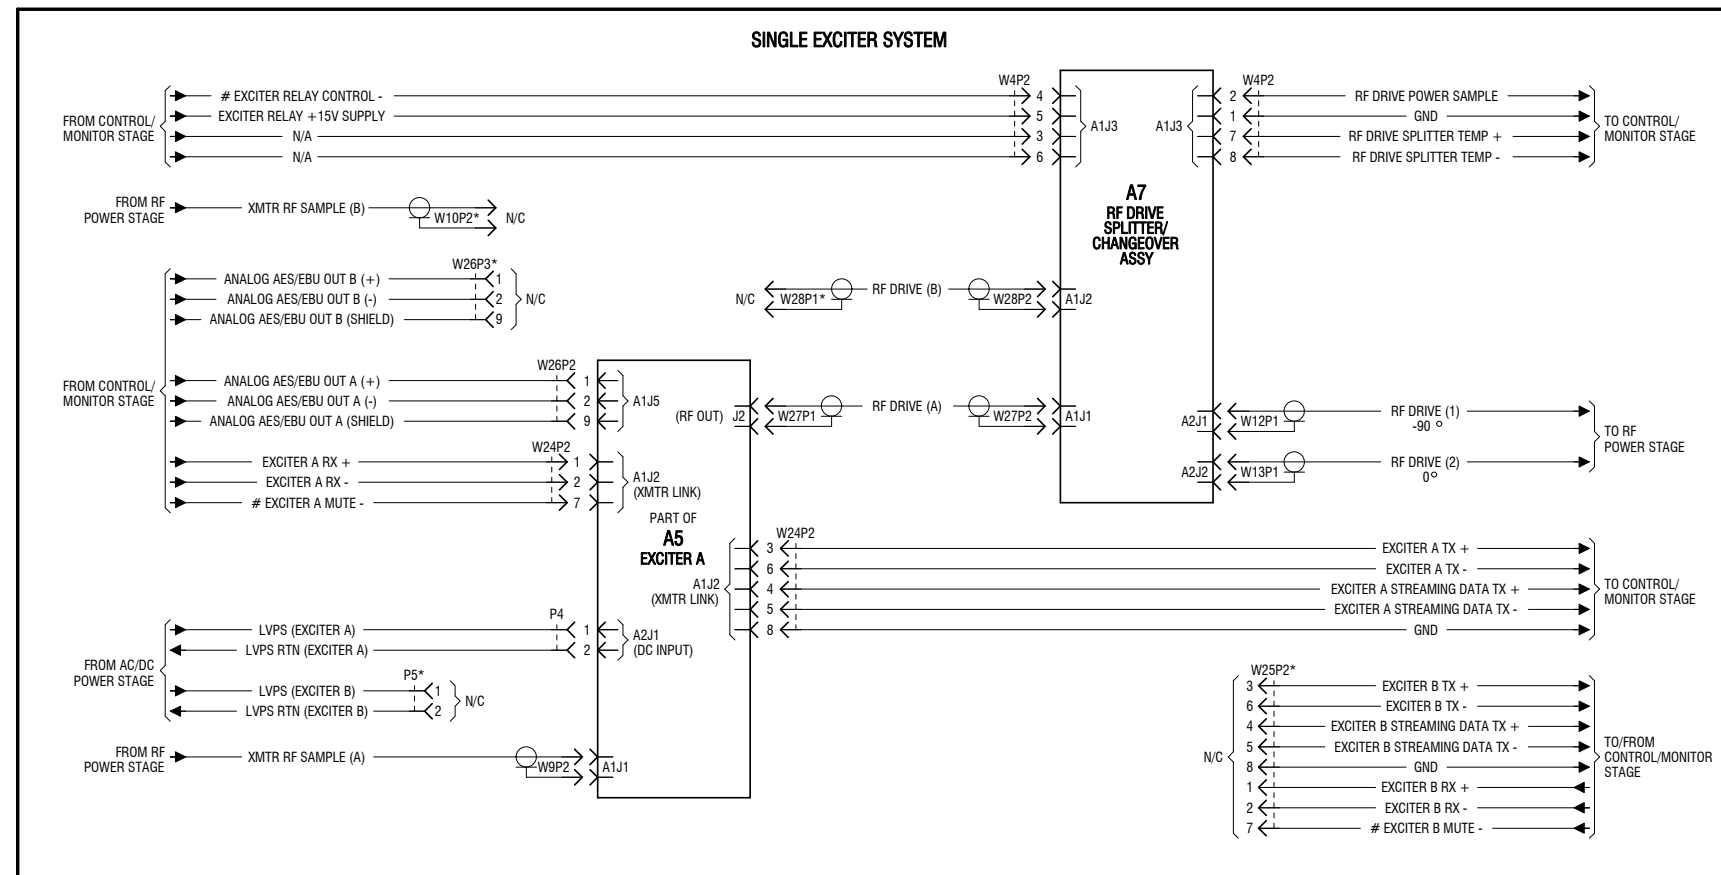 SINGLE EXCITER SYSTEM
FROM CONTROL/
MONITOR STAGE
# EXCITER RELAY CONTROL -
EXCITER RELAY +15V SUPPLY
N/A
N/A
W4P2
4
5
3
6
A1J3
A1J3
W4P2
2
1
7
8
RF DRIVE POWER SAMPLE
GND
RF DRIVE SPLITTER TEMP +
RF DRIVE SPLITTER TEMP -
TO CONTROL/
MONITOR STAGE
A7
RF DRIVE
SPLITTER/
CHANGEOVER
ASSY
FROM RF
POWER STAGE
XMTR RF SAMPLE (B)
W10P2*
N/C
FROM CONTROL/
MONITOR STAGE
ANALOG AES/EBU OUT B (+)
ANALOG AES/EBU OUT B (-)
ANALOG AES/EBU OUT B (SHIELD)
W26P3*
1
2
9
N/C
N/C
W28P1*
RF DRIVE (B)
W28P2
A1J2
ANALOG AES/EBU OUT A (+)
ANALOG AES/EBU OUT A (-)
ANALOG AES/EBU OUT A (SHIELD)
W26P2
1
2
9
A1J5
(RF OUT)
J2
W27P1
RF DRIVE (A)
W27P2
A1J1
A2J1
W12P1
RF DRIVE (1)
-90 °
A2J2
W13P1
RF DRIVE (2)
0°
TO RF
POWER STAGE
EXCITER A RX +
EXCITER A RX -
# EXCITER A MUTE -
W24P2
1
2
7
A1J2
(XMTR LINK)
PART OF
A5
EXCITER A
A1J2
(XMTR LINK)
W24P2
3
6
4
5
8
EXCITER A TX +
EXCITER A TX -
EXCITER A STREAMING DATA TX +
EXCITER A STREAMING DATA TX -
GND
TO CONTROL/
MONITOR STAGE
FROM AC/DC
POWER STAGE
LVPS (EXCITER A)
LVPS RTN (EXCITER A)
P4
1
2
A2J1
(DC INPUT)
LVPS (EXCITER B)
LVPS RTN (EXCITER B)
P5*
1
2
N/C
FROM RF
POWER STAGE
XMTR RF SAMPLE (A)
W9P2
A1J1
N/C
W25P2*
3
6
4
5
8
1
2
7
EXCITER B TX +
EXCITER B TX -
EXCITER B STREAMING DATA TX +
EXCITER B STREAMING DATA TX -
GND
EXCITER B RX +
EXCITER B RX -
# EXCITER B MUTE -
TO/FROM
CONTROL/MONITOR
STAGE